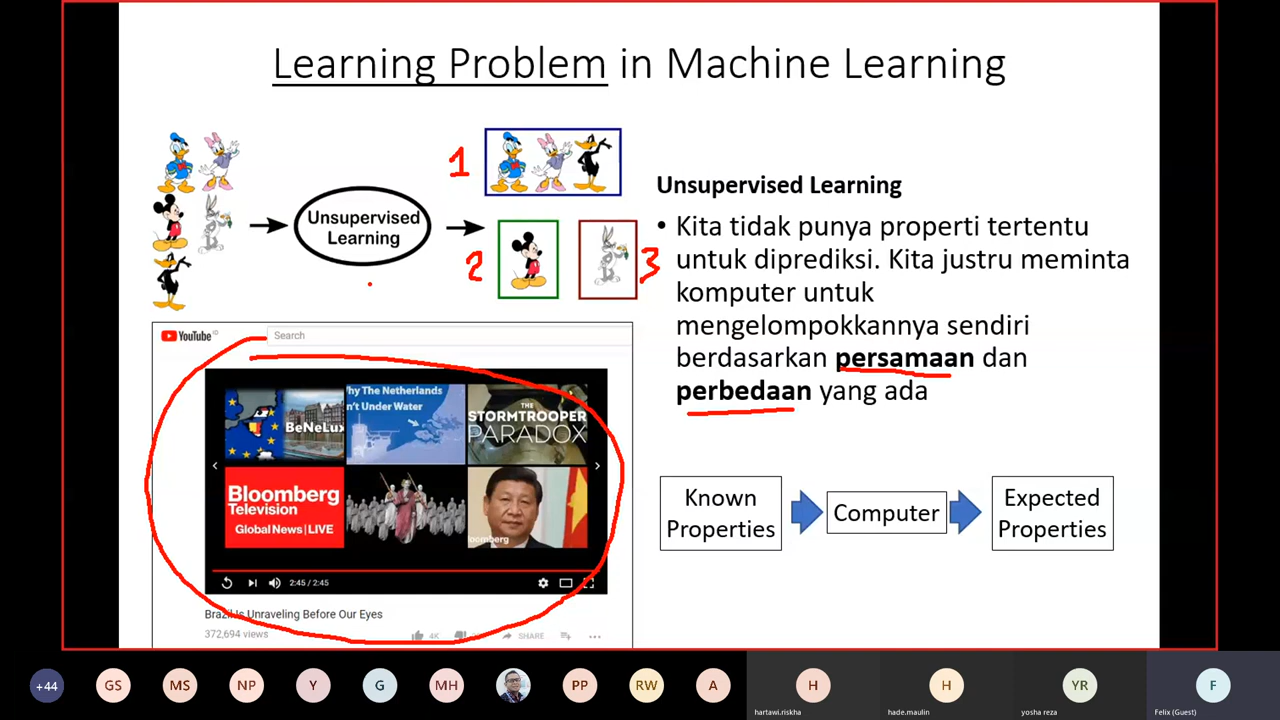 Learning Problem in Machine Learning
1
Unsupervised
Learning
2
3
Unsupervised Learning
• Kita tidak punya properti tertentu
untuk diprediksi. Kita justru meminta
komputer untuk
mengelompokkannya sendiri
berdasarkan persamaan dan
perbedaan yang ada
YouTube ID
Search
BeNeLux
hy The Netherlands
n't Under Water
THE
STORMTROOPER
PARADOX
Bloomberg
Television
Global News | LIVE
oomberg
2:45 / 2:45
Brazil Is Unraveling Before Our Eyes
372,694 views
4K
SHARE
Known
Properties
Computer
Expected
Properties
+44
GS
MS
NP
Y
G
MH
PP
RW
A
H
hartawi.riskha
H
hade.maulin
YR
yosha reza
F
Felix (Guest)